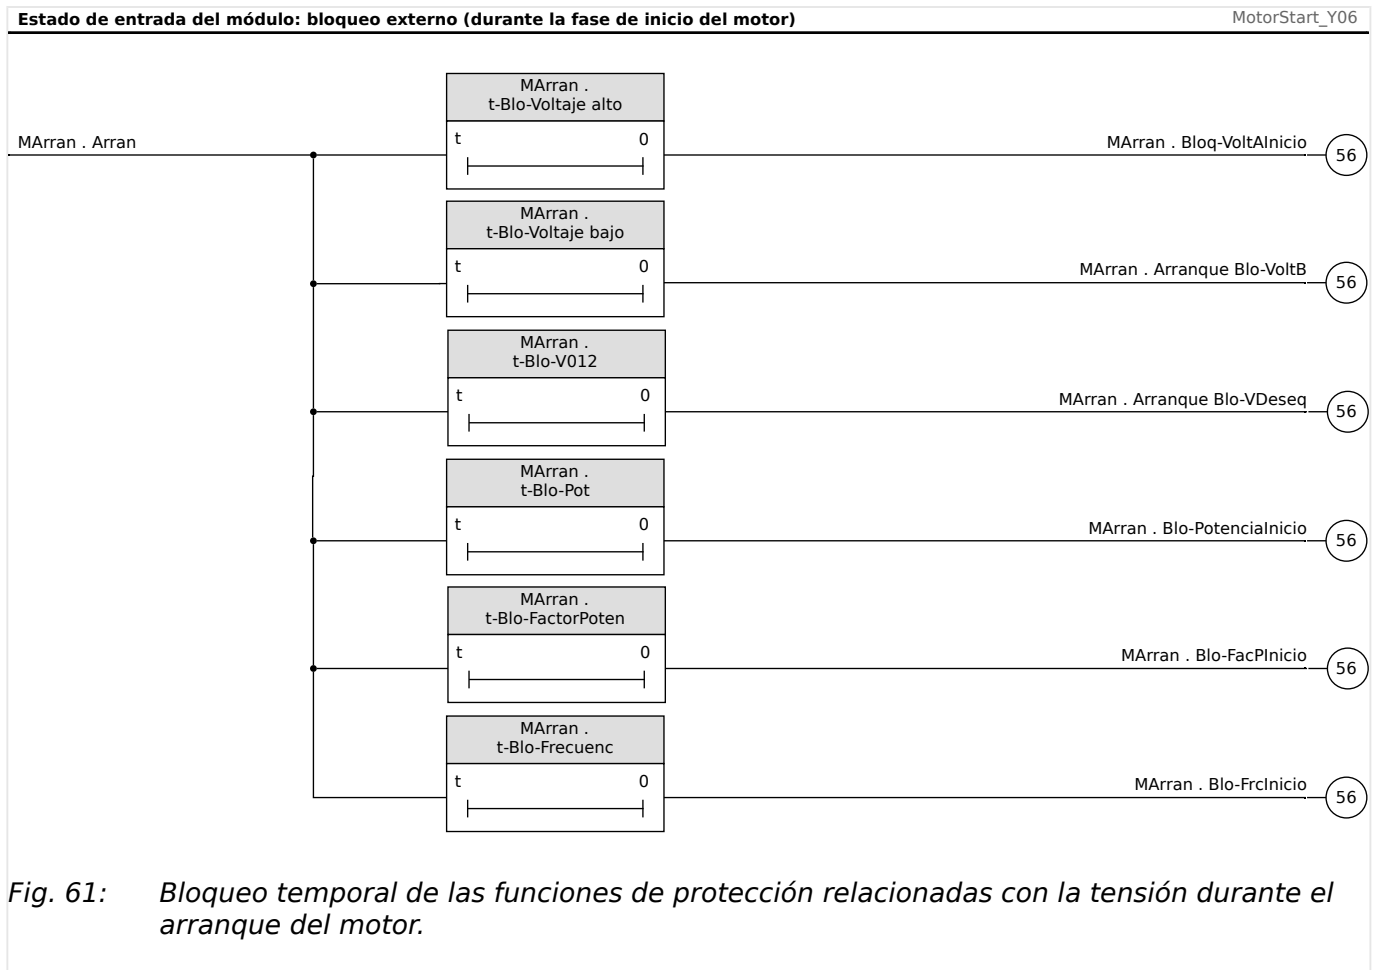 Estado de entrada del módulo: bloqueo externo (durante la fase de inicio del motor)
MotorStart_Y06
MArran . Arran
MArran .
t-Blo-Voltaje alto
t 0
MArran . Bloq-VoltAInicio
56
MArran .
t-Blo-Voltaje bajo
t 0
MArran . Arranque Blo-VoltB
56
MArran .
t-Blo-V012
t 0
MArran . Arranque Blo-VDeseq
56
MArran .
t-Blo-Pot
t 0
MArran . Blo-PotenciaInicio
56
MArran .
t-Blo-FactorPoten
t 0
MArran . Blo-FacPInicio
56
MArran .
t-Blo-Frecuenc
t 0
MArran . Blo-FrcInicio
56
Fig. 61: Bloqueo temporal de las funciones de protección relacionadas con la tensión durante el
arranque del motor.